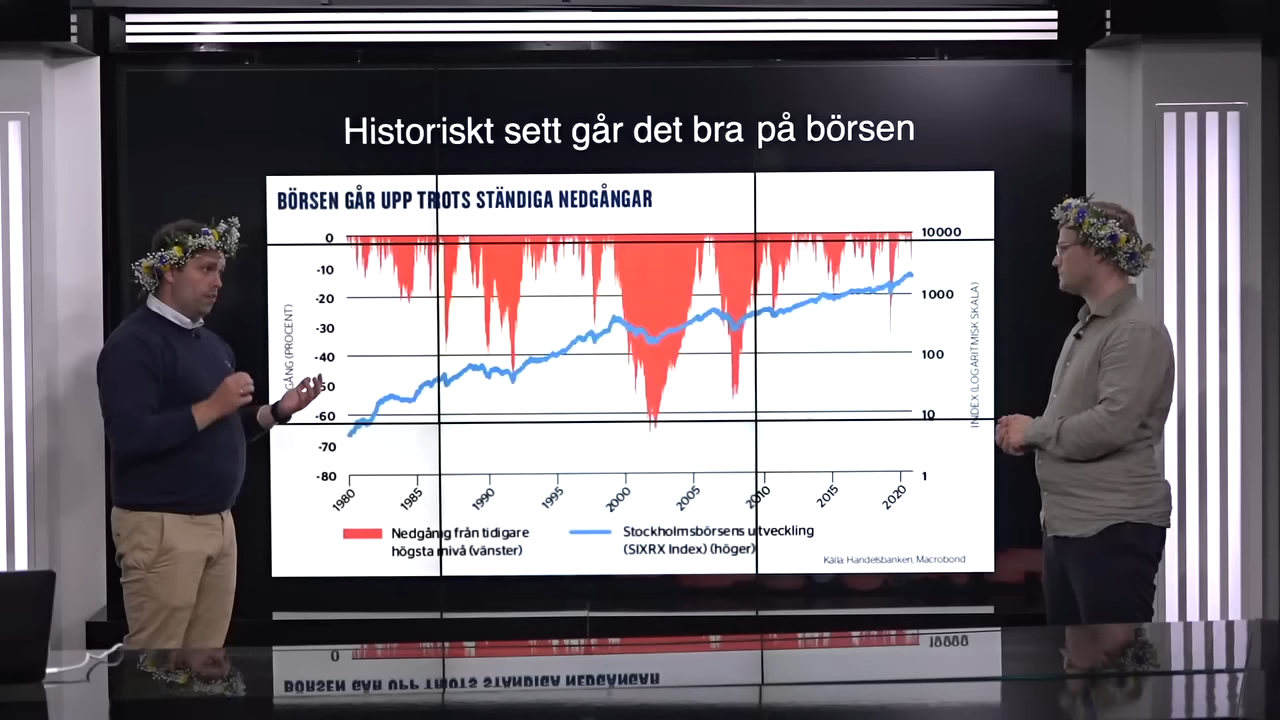 Historiskt sett går det bra på börsen
BÖRSEN GÅR UPP TROTS STÄNDIGA NEDGÅNGAR
0
-10
-20
-30
-40
50
-60
-70
-80
GÅNG (PROCENT)
10000
1000
100
10
1
INDEX (LOGARITMISK SKALA)
1980
1985
1990
1995
2000
2005
2010
2015
2020
Nedgång från tidigare
högsta nivå (vänster)
Stockholmsbörsens utveckling
(SIXRX Index) (höger)
Källa: Handelsbanken, Macrobond